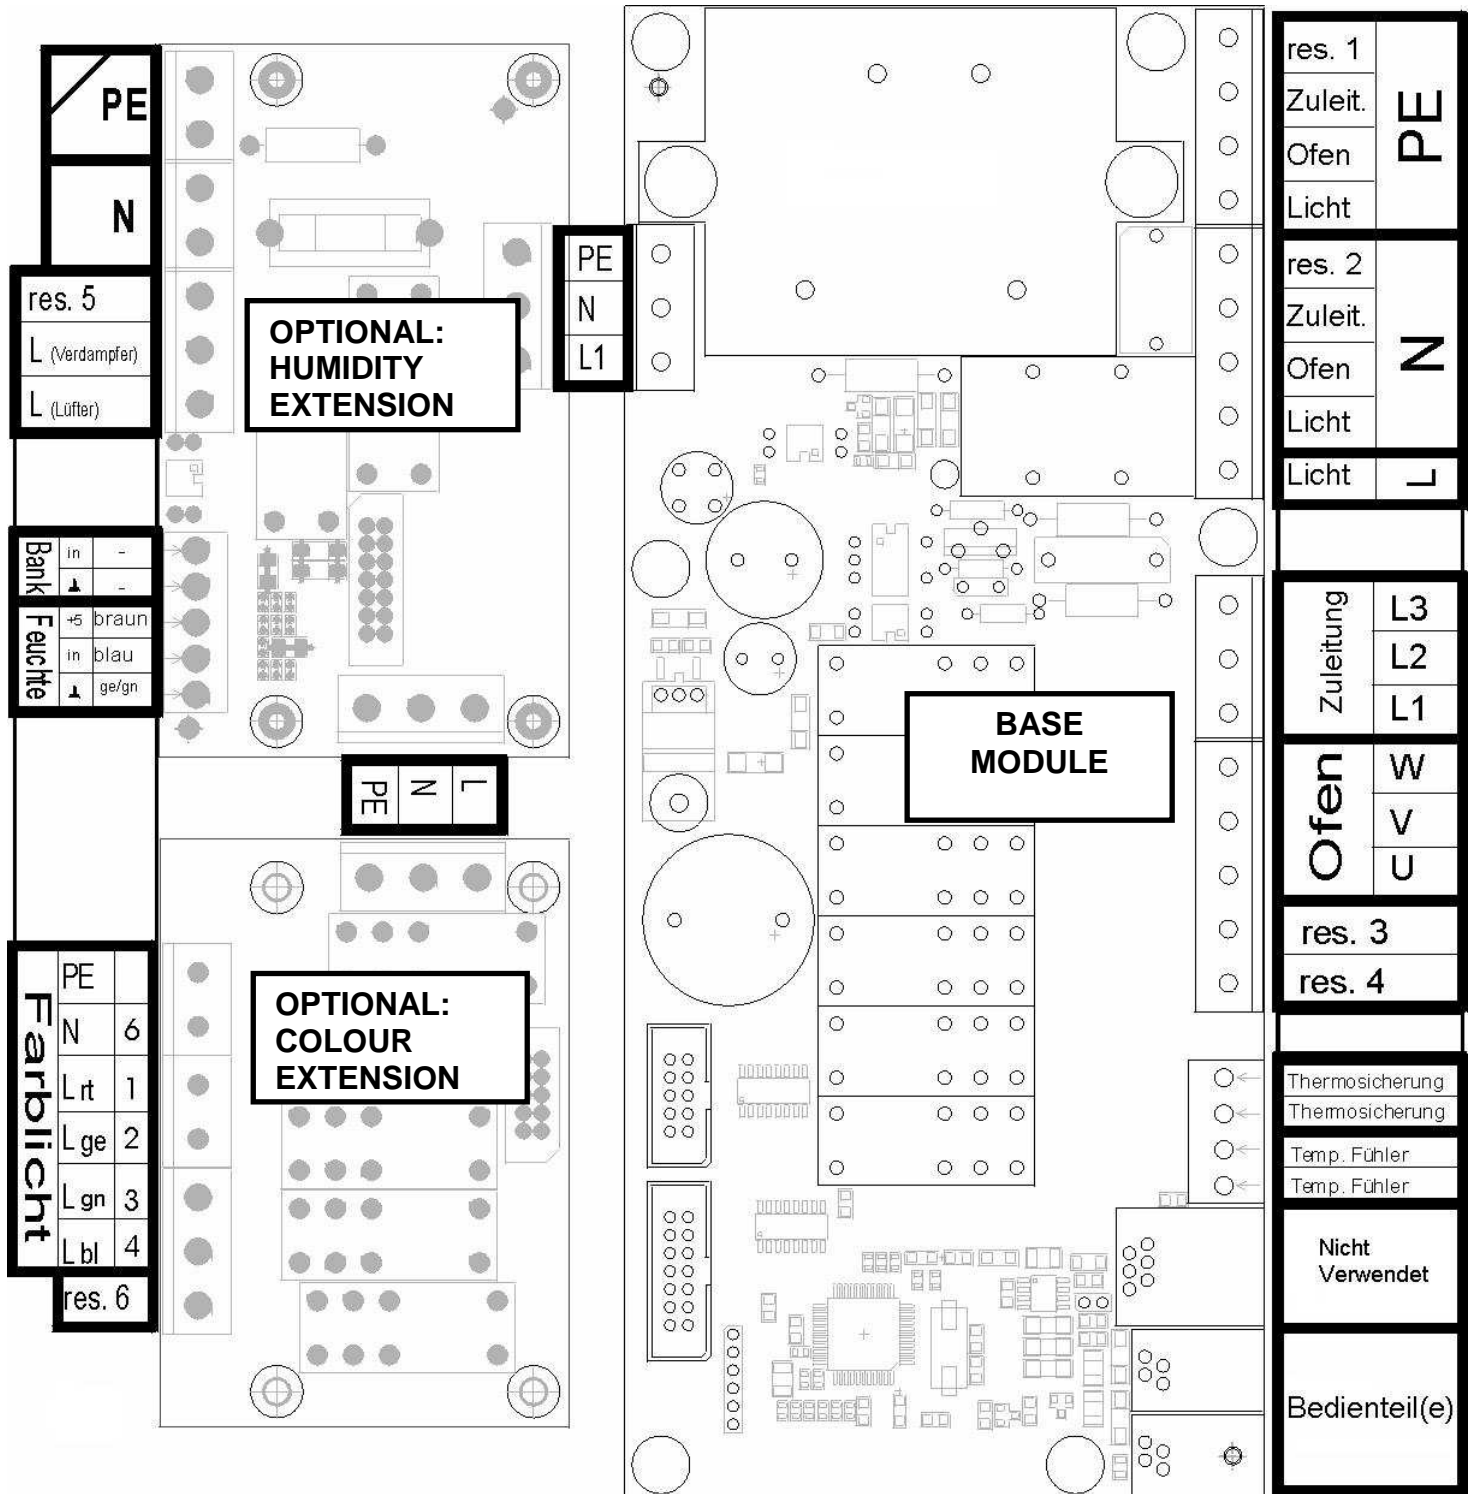 PE
N
res. 5
L (Verdampfer)
L (Lüfter)
OPTIONAL:
HUMIDITY
EXTENSION
Bank
in -
-
Feuchte
+5 braun
in blau
ge/gn
PE
N
L
Farblicht
PE
N 6
L rt 1
L ge 2
L gn 3
L bl 4
res. 6
OPTIONAL:
COLOUR
EXTENSION
PE
N
L1
BASE
MODULE
PE
res. 1
Zuleit.
Ofen
Licht
N
res. 2
Zuleit.
Ofen
Licht
Licht L
Zuleitung
L3
L2
L1
Ofen
W
V
U
res. 3
res. 4
Thermosicherung
Thermosicherung
Temp. Fühler
Temp. Fühler
Nicht
Verwendet
Bedienteil(e)